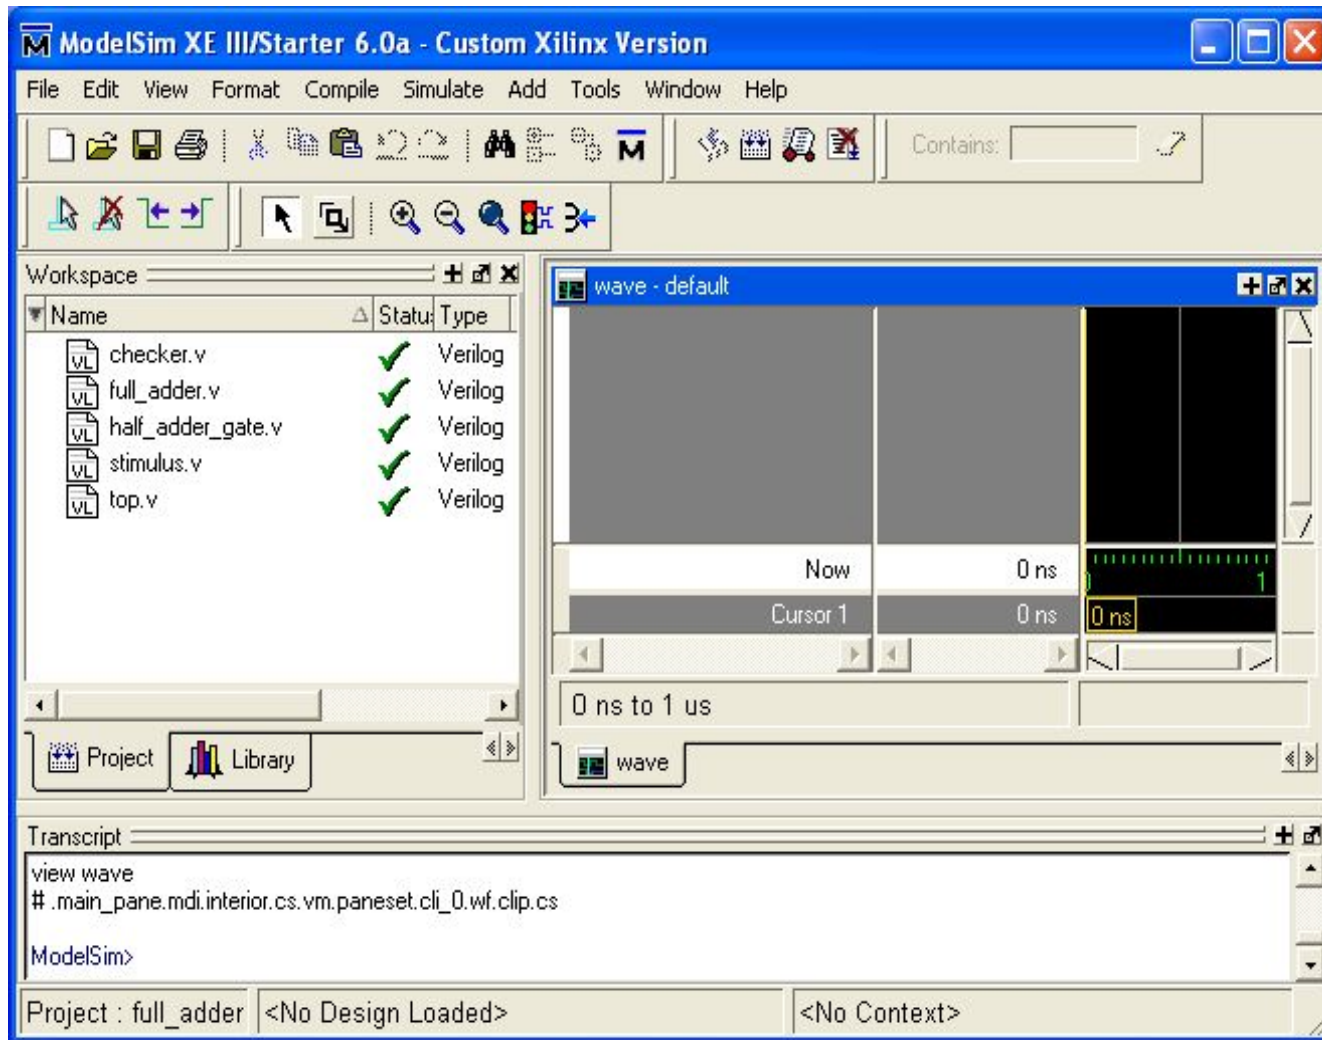 ModelSim XE III/Starter 6.0a - Custom Xilinx Version
File Edit View Format Compile Simulate Add Tools Window Help
Contains:
Workspace
Name Statu: Type
checker.v Verilog
full_adder.v Verilog
half_adder_gate.v Verilog
stimulus.v Verilog
top.v Verilog
Project Library
wave - default
Now 0 ns
1
Cursor 1 0 ns 0 ns
0 ns to 1 us
wave
Transcript
view wave
# .main_pane.mdi.interior.cs.vm.paneset.cli_0.wf.clip.cs
ModelSim>
Project : full_adder <No Design Loaded> <No Context>